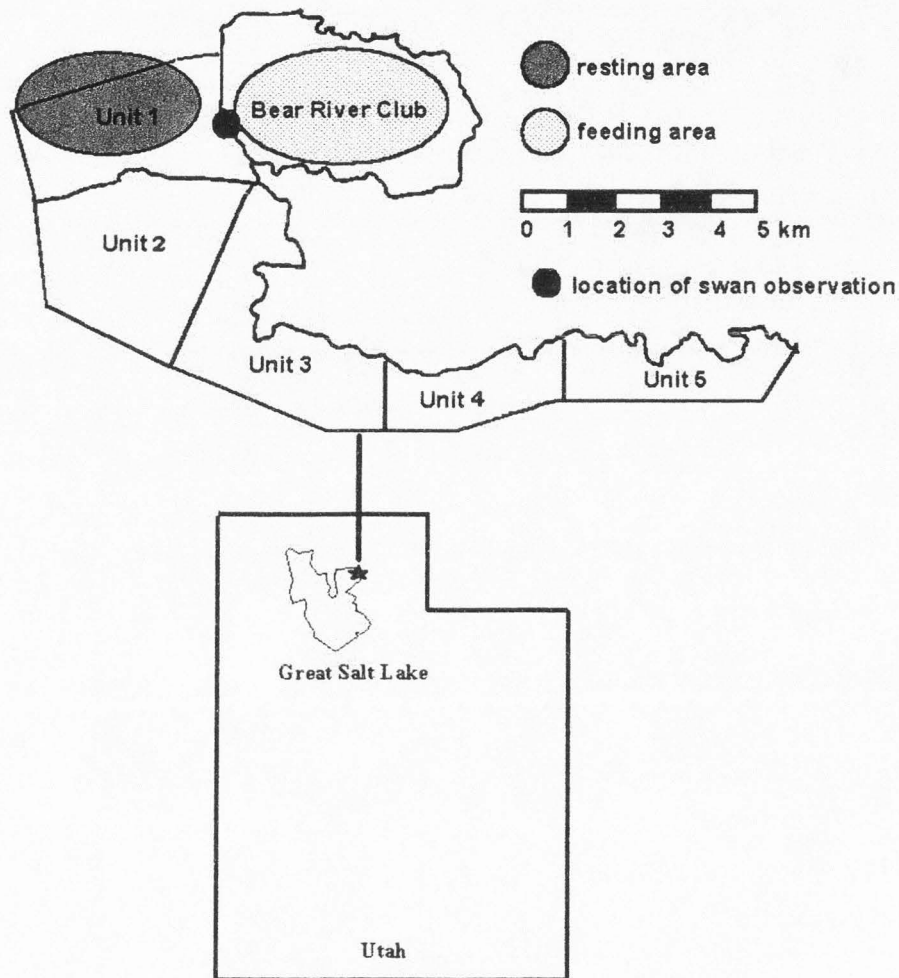 resting area
Unit 1
Bear River Club
feeding area
0 1 2 3 4 5 km
Unit 2
location of swan observation
Unit 3
Unit 4
Unit 5
Great Salt Lake
Utah